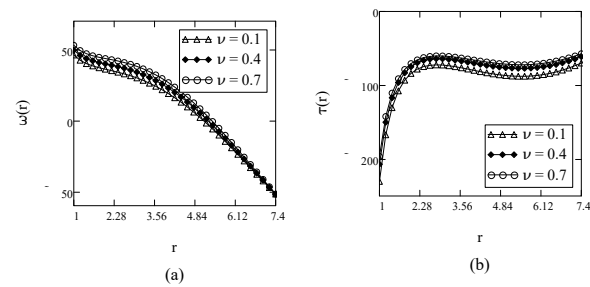 50
0
- 50
ω(r)
1 2.28 3.56 4.84 6.12 7.4
r
(a)
ν = 0.1
ν = 0.4
ν = 0.7
0
- 100
- 200
τ(r)
1 2.28 3.56 4.84 6.12 7.4
r
(b)
ν = 0.1
ν = 0.4
ν = 0.7